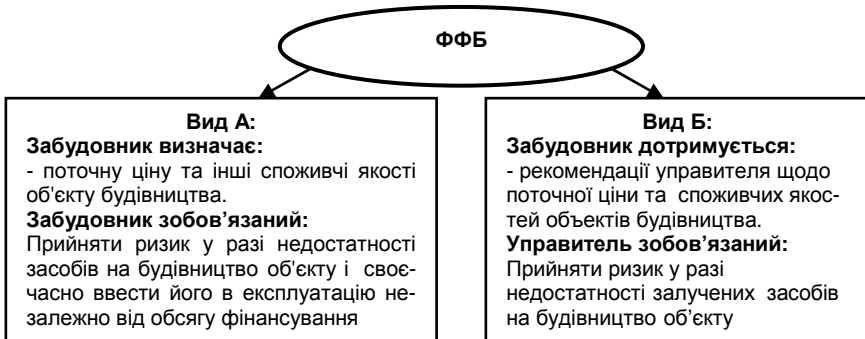 ФФБ
Вид А:
Забудовник визначає:
- поточну ціну та інші споживчі якості
об'єкту будівництва.
Забудовник зобов’язаний:
Прийняти ризик у разі недостатності
засобів на будівництво об'єкту і своє-
часно ввести його в експлуатацію не-
залежно від обсягу фінансування
Вид Б:
Забудовник дотримується:
- рекомендації управителя щодо
поточної ціни та споживчих якос-
тей объектів будівництва.
Управитель зобов’язаний:
Прийняти ризик у разі
недостатності залучених засобів
на будівництво об’єкту